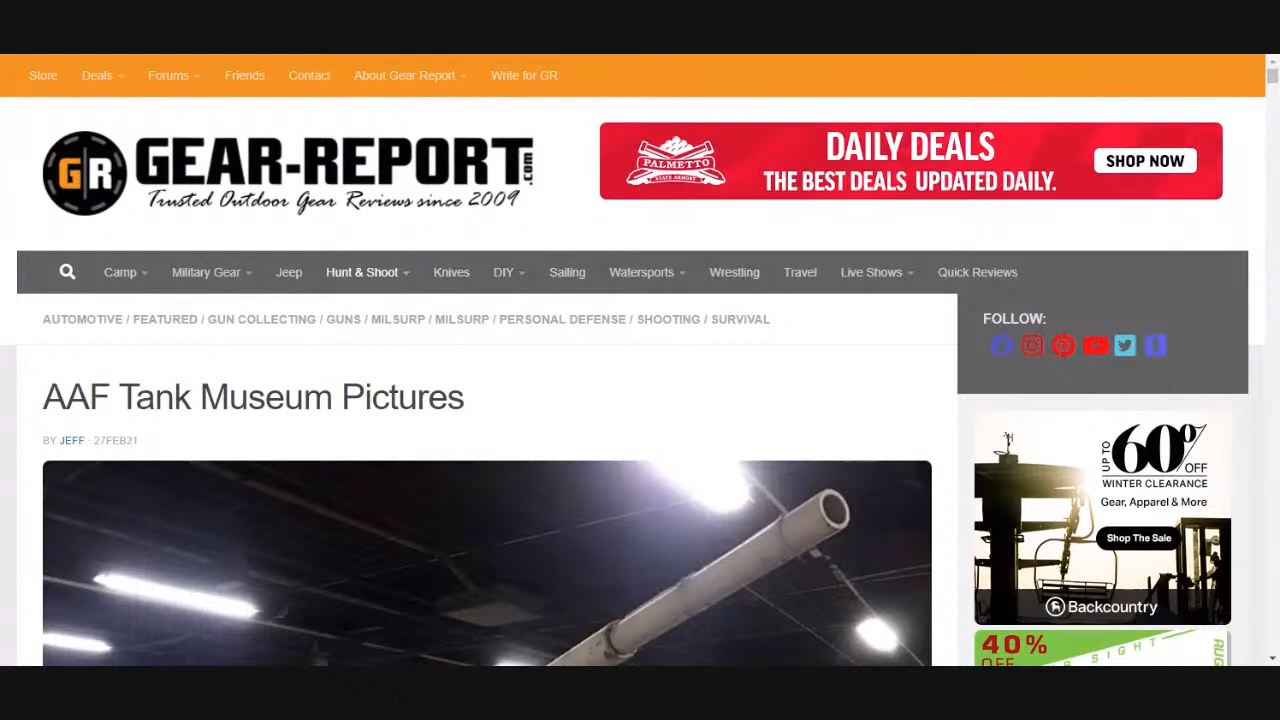 Store Deals Forums Friends Contact About Gear Report Write for GR
GR GEAR-REPORT.com
Trusted Outdoor Gear Reviews since 2009
PALMETTO
STATE ARMORY
DAILY DEALS
THE BEST DEALS UPDATED DAILY.
SHOP NOW
Camp Military Gear Jeep Hunt & Shoot Knives DIY Sailing Watersports Wrestling Travel Live Shows Quick Reviews
AUTOMOTIVE / FEATURED / GUN COLLECTING / GUNS / MILSURP / MILSURP / PERSONAL DEFENSE / SHOOTING / SURVIVAL
FOLLOW:
AAF Tank Museum Pictures
BY JEFF · 27FEB21
UP TO 60% OFF
WINTER CLEARANCE
Gear, Apparel & More
Shop The Sale
Backcountry
40%
OFF
SIGHT